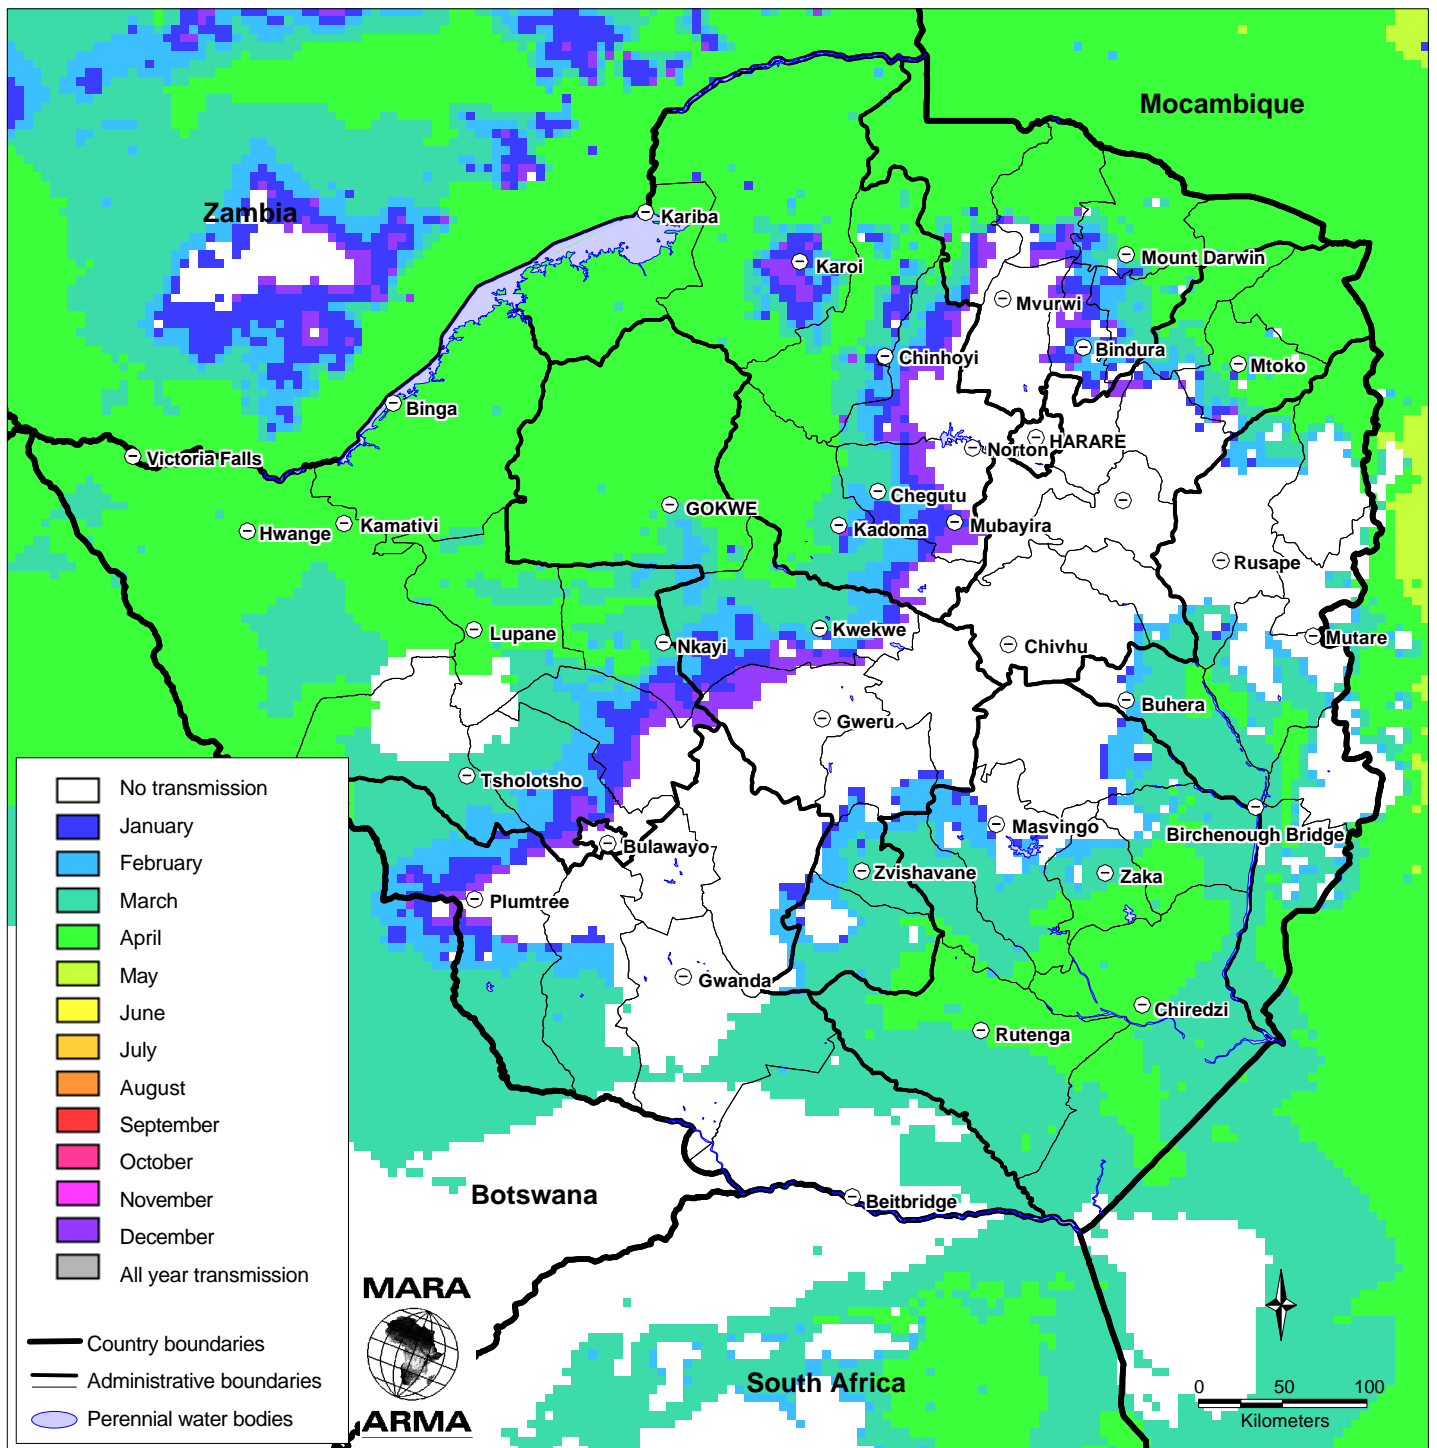 Mocambique
Zambia
Kariba
Karoi
Mount Darwin
Mvurwi
Chinhoyi
Bindura
Mtoko
Binga
HARARE
Norton
Victoria Falls
Chegutu
GOKWE
Kadoma
Mubayira
Hwange
Kamativi
Rusape
Lupane
Nkayi
Kwekwe
Chivhu
Mutare
Buhera
Gweru
Tsholotsho
Masvingo
Birchenough Bridge
Bulawayo
Zvishavane
Zaka
Plumtree
Gwanda
Chiredzi
Rutenga
Botswana
Beitbridge
South Africa
No transmission
January
February
March
April
May
June
July
August
September
October
November
December
All year transmission
Country boundaries
Administrative boundaries
Perennial water bodies
MARA
ARMA
0 50 100
Kilometers